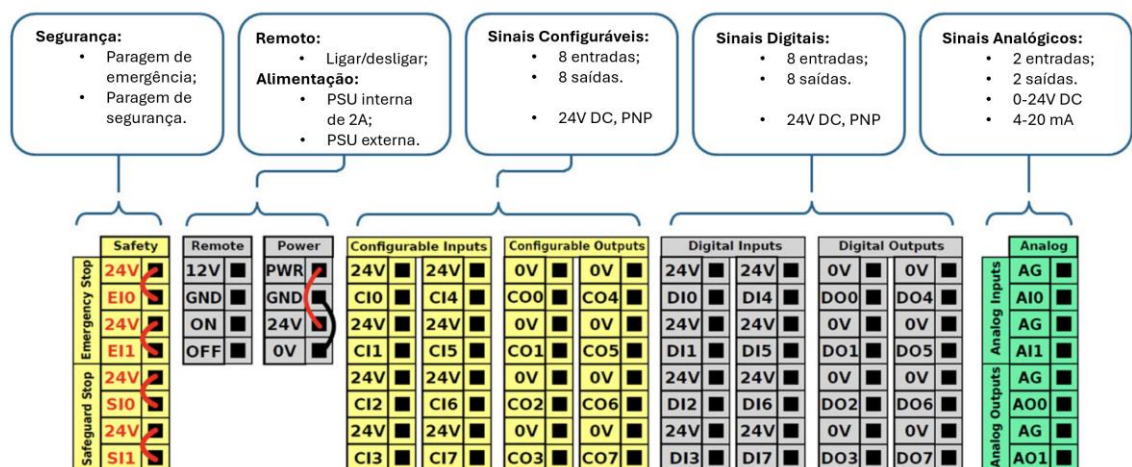 Segurança:
• Paragem de
emergência;
• Paragem de
segurança.
Remoto:
• Ligar/desligar;
Alimentação:
• PSU interna
de 2A;
• PSU externa.
Sinais Configuráveis:
• 8 entradas;
• 8 saídas.
• 24V DC, PNP
Sinais Digitais:
• 8 entradas;
• 8 saídas.
• 24V DC, PNP
Sinais Analógicos:
• 2 entradas;
• 2 saídas.
• 0-24V DC
• 4-20 mA
Safety
Emergency Stop
24V
EI0
24V
EI1
Safeguard Stop
24V
SI0
24V
SI1
Remote
12V
GND
ON
OFF
Power
PWR
GND
24V
0V
Configurable Inputs
24V 24V
CI0 CI4
24V 24V
CI1 CI5
24V 24V
CI2 CI6
24V 24V
CI3 CI7
Configurable Outputs
0V 0V
CO0 CO4
0V 0V
CO1 CO5
0V 0V
CO2 CO6
0V 0V
CO3 CO7
Digital Inputs
24V 24V
DI0 DI4
24V 24V
DI1 DI5
24V 24V
DI2 DI6
24V 24V
DI3 DI7
Digital Outputs
0V 0V
DO0 DO4
0V 0V
DO1 DO5
0V 0V
DO2 DO6
0V 0V
DO3 DO7
Analog
Analog Inputs
AG
AI0
AG
AI1
Analog Outputs
AG
AO0
AG
AO1